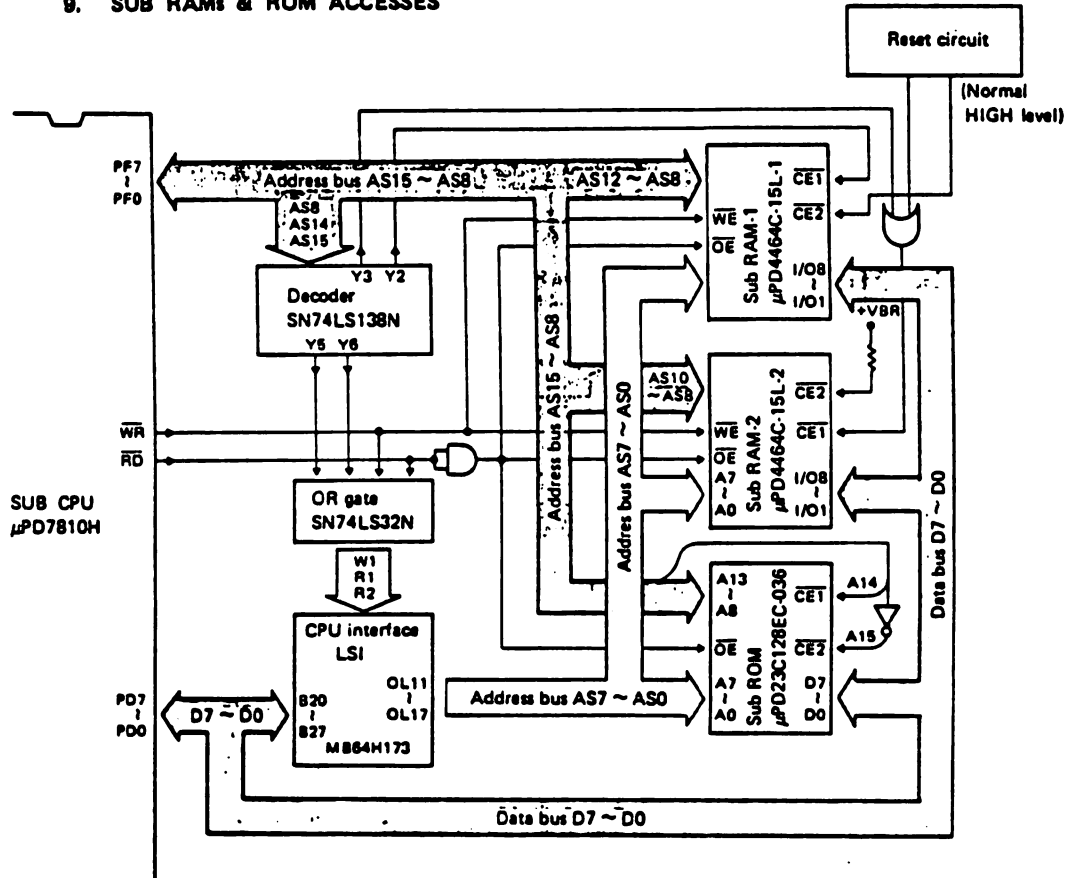 9. SUB RAMs & ROM ACCESSES
Reset circuit
(Normal
HIGH level)
PF7
~
PF0
Address bus AS15 ~ AS8
AS12 ~ AS8
AS8
AS14
AS15
Y3 Y2
Decoder
SN74LS138N
Y5 Y6
WE
OE
Sub RAM-1
µPD4464C-15L-1
CE1
CE2
I/O8
~
I/O1
+VBR
Address bus AS15 ~ AS8
Addres bus AS7 ~ AS0
AS10
~ AS8
WE
OE
A7
~
A0
Sub RAM-2
µPD4464C-15L-2
CE2
CE1
I/O8
~
I/O1
WR
RD
SUB CPU
µPD7810H
OR gate
SN74LS32N
W1
R1
R2
CPU interface
LSI
B20
~
B27
OL11
~
OL17
MB64H173
PD7
~
PD0
D7 ~ D0
Address bus AS7 ~ AS0
A13
~
A8
OE
A7
~
A0
Sub ROM
µPD23C128EC-036
CE1
CE2
D7
~
D0
A14
A15
Data bus D7 ~ D0
Data bus D7 ~ D0